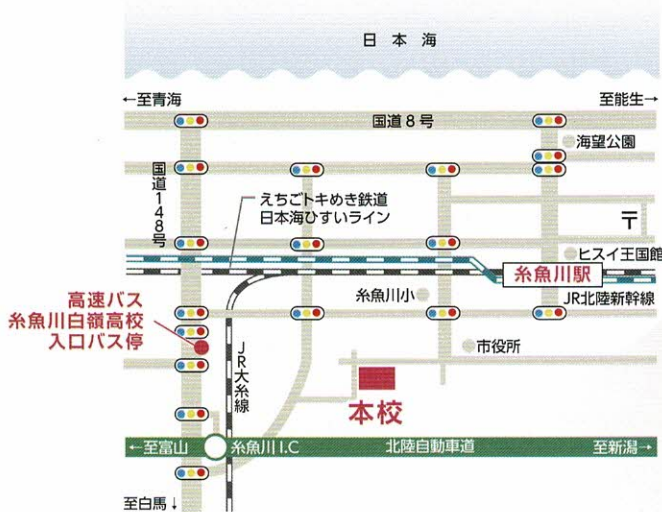 日本海
←至青海
至能生→
国道8号
海望公園
国道148号
えちごトキめき鉄道
日本海ひすいライン
〒
ヒスイ王国館
糸魚川駅
JR北陸新幹線
高速バス
糸魚川白嶺高校
入口バス停
糸魚川小
市役所
JR大糸線
本校
←至富山
糸魚川I.C
北陸自動車道
至新潟→
至白馬↓